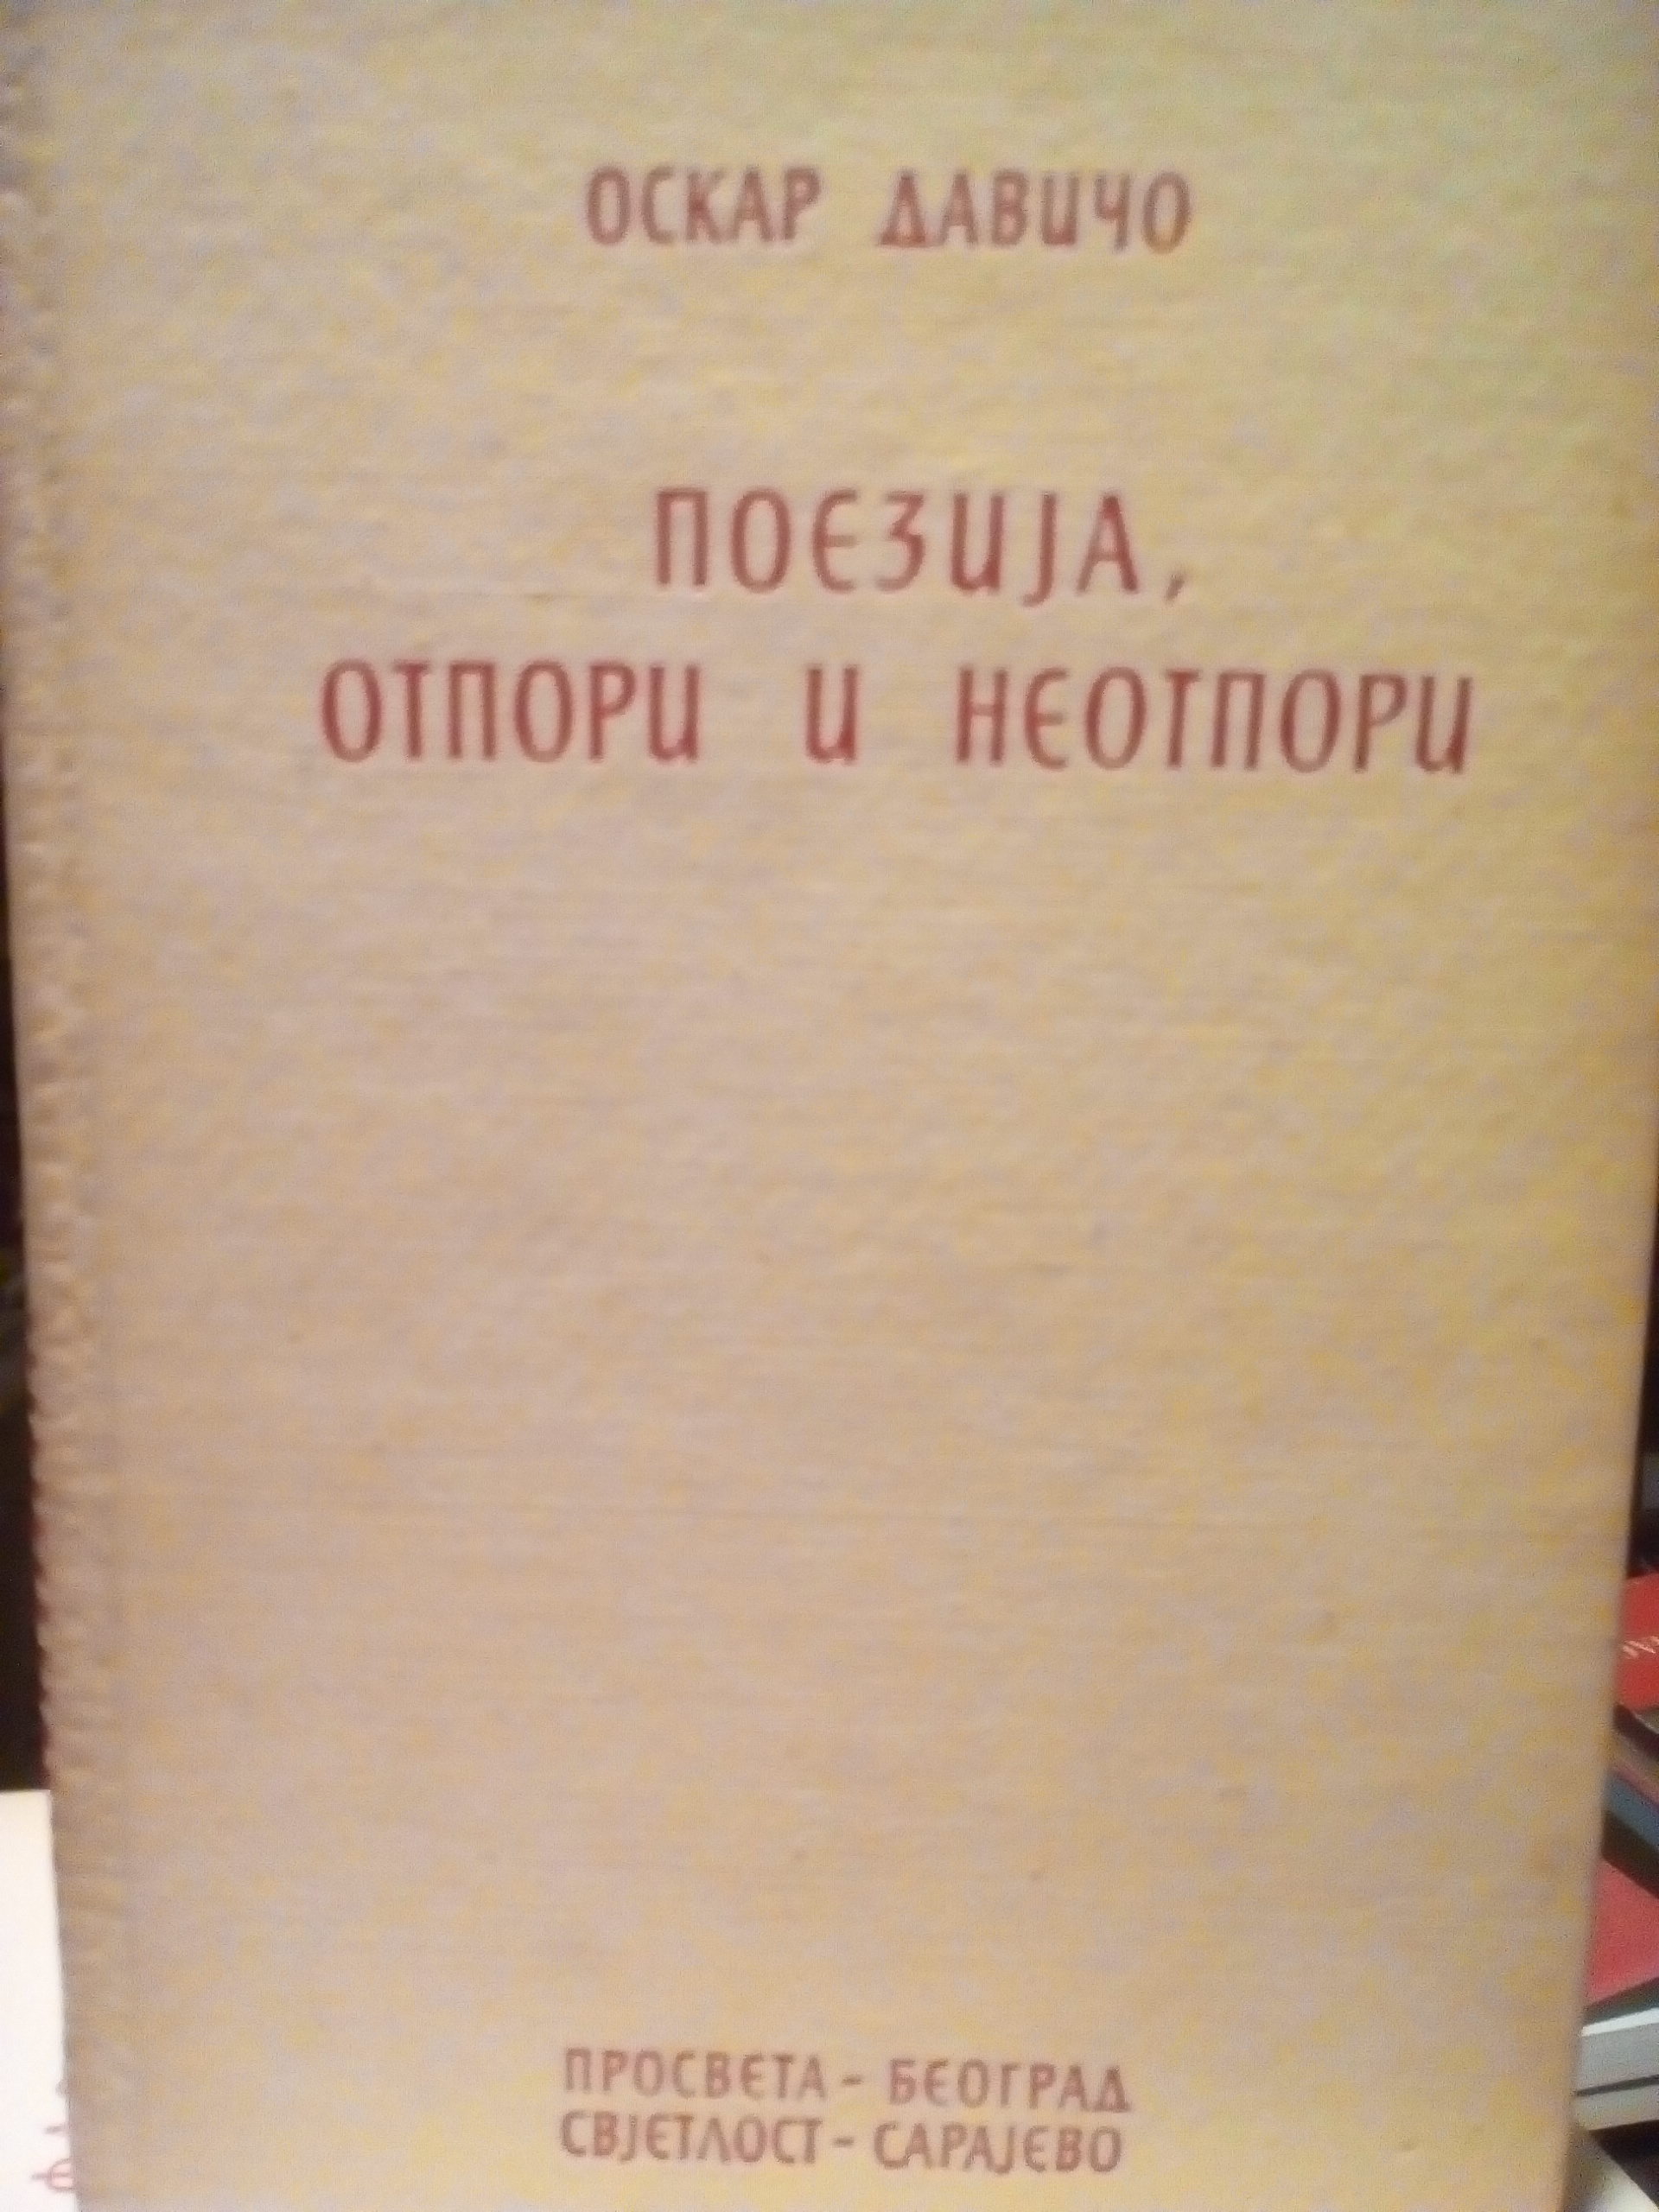 ОСКАР ДАВИЧО
ПОЕЗИЈА,
ОТПОРИ И НЕОТПОРИ
ПРОСВЕТА - БЕОГРАД
СВЈЕТЛОСТ - САРАЈЕВО